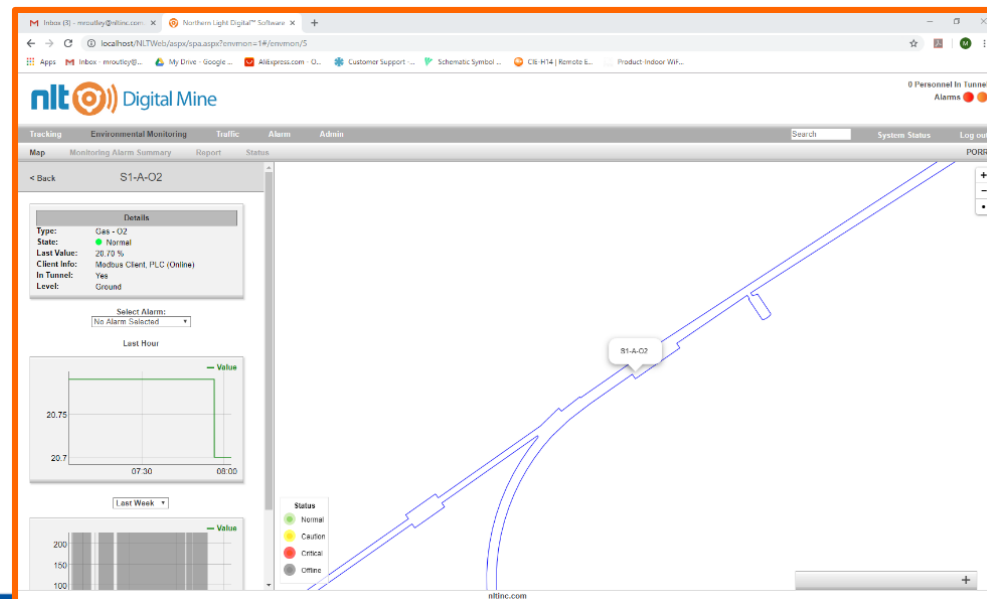 Inbox (3) - mroutley@nltinc.com
Northern Light Digital™ Software
localhost/NLTWeb/aspx/spa.aspx?envmon=1#/envmon/5
Apps
Inbox - mroutley@...
My Drive - Google ...
AliExpress.com - O...
Customer Support -...
Schematic Symbol ...
CIE-H14 | Remote I...
Product-Indoor WiF...
nlt Digital Mine
0 Personnel In Tunnel
Alarms
Tracking Environmental Monitoring Traffic Alarm Admin Search System Status Log out
Map Monitoring Alarm Summary Report Status PORR
< Back S1-A-O2
Details
Type: Gas - O2
State: Normal
Last Value: 20.70 %
Client Info: Modbus Client, PLC (Online)
In Tunnel: Yes
Level: Ground
Select Alarm:
No Alarm Selected
Last Hour
Value
20.75
20.7
07:30 08:00
Last Week
Value
200
150
100
S1-A-O2
Status
Normal
Caution
Critical
Offline
nltinc.com